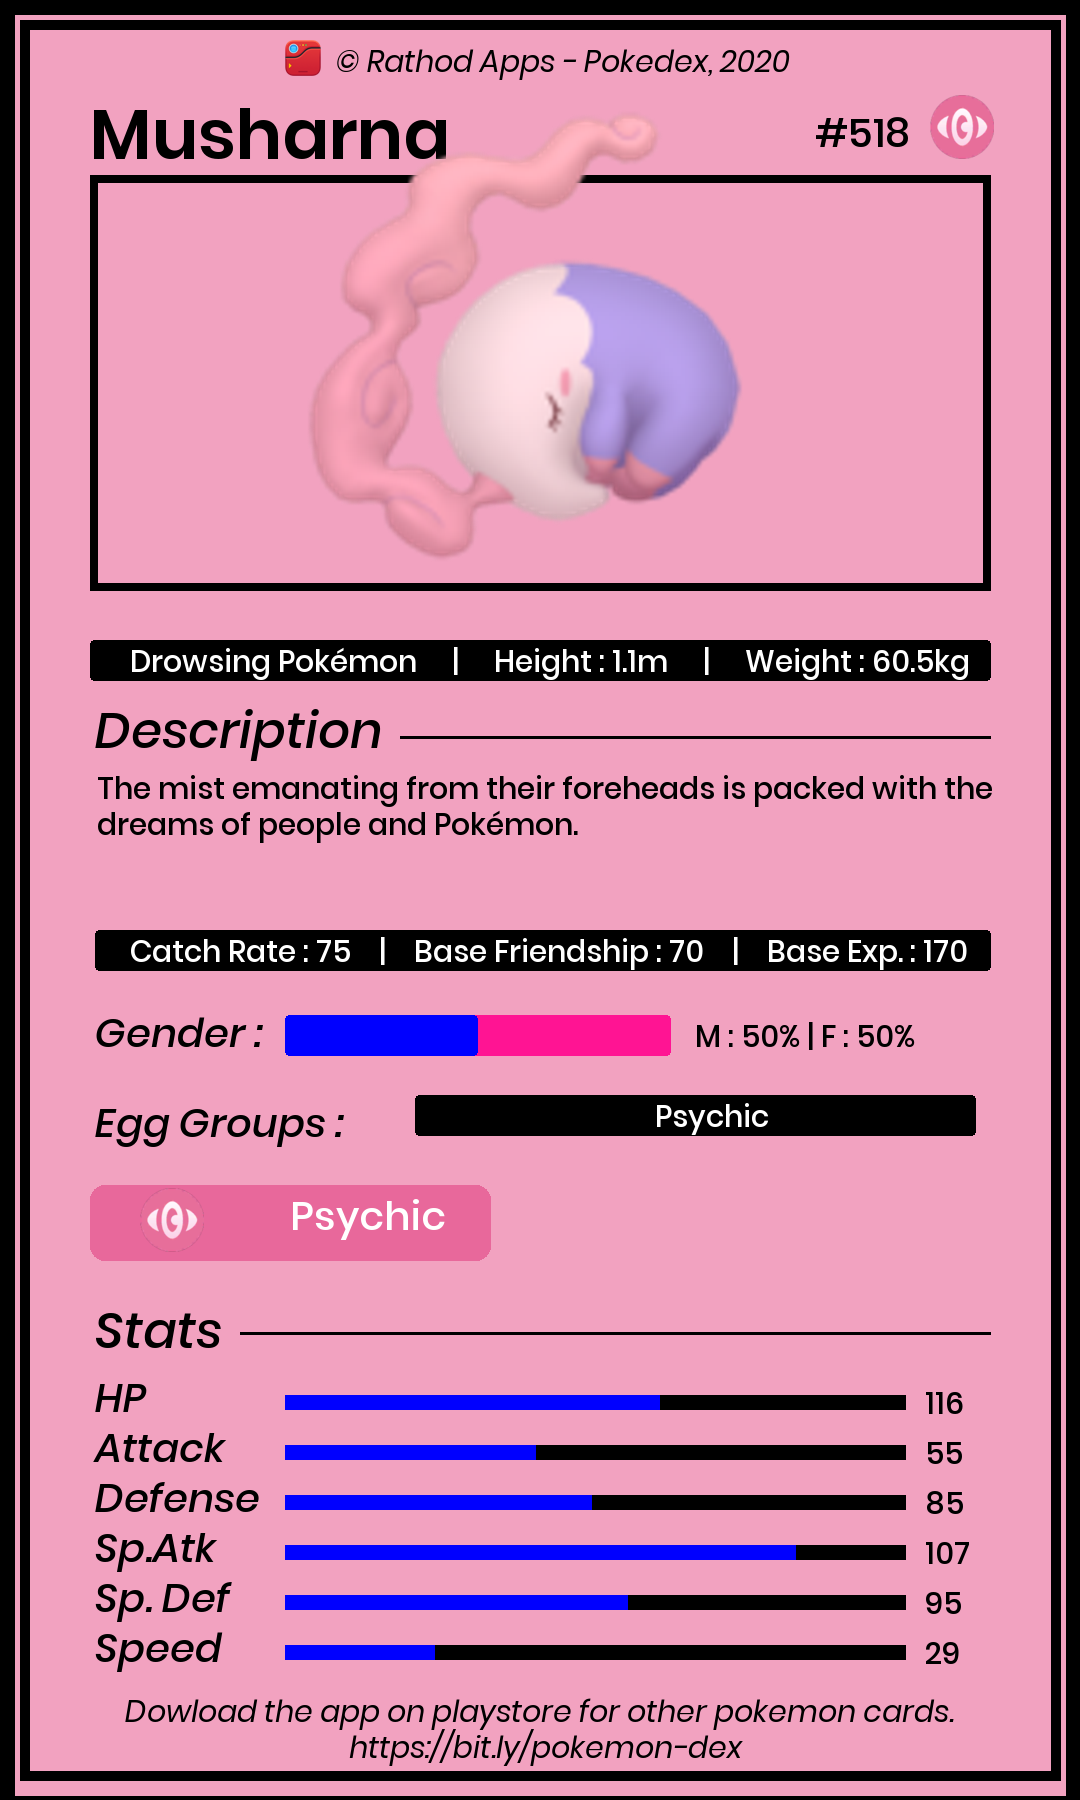 © Rathod Apps - Pokedex, 2020
Musharna #518
Drowsing Pokémon | Height : 1.1m | Weight : 60.5kg
Description
The mist emanating from their foreheads is packed with the
dreams of people and Pokémon.
Catch Rate : 75 | Base Friendship : 70 | Base Exp. : 170
Gender : M : 50% | F : 50%
Egg Groups : Psychic
Psychic
Stats
HP 116
Attack 55
Defense 85
Sp.Atk 107
Sp. Def 95
Speed 29
Dowload the app on playstore for other pokemon cards.
https://bit.ly/pokemon-dex